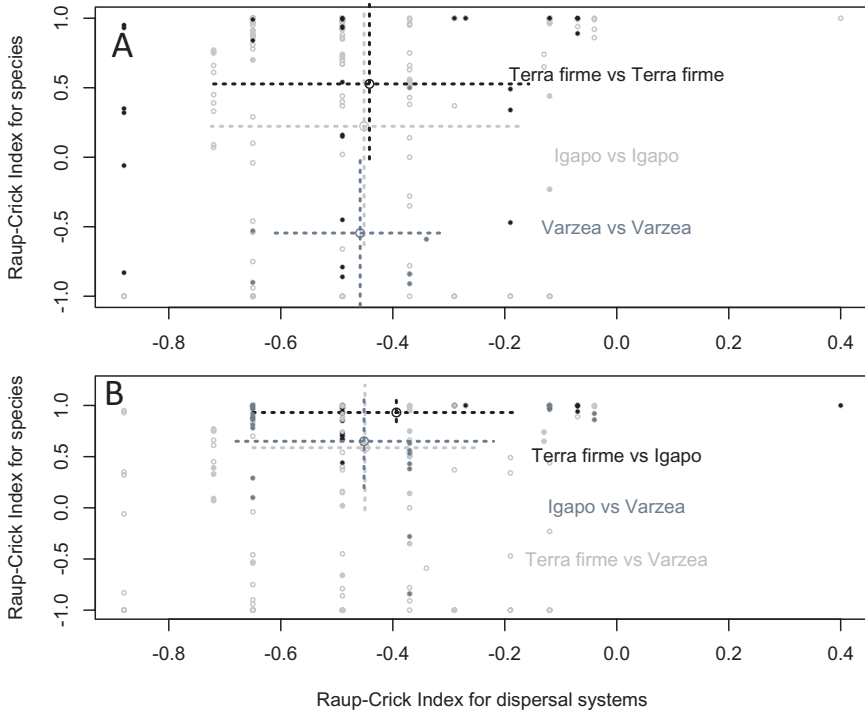 A
Raup-Crick Index for species
1.0
0.5
0.0
-0.5
-1.0
Terra firme vs Terra firme
Igapo vs Igapo
Varzea vs Varzea
-0.8 -0.6 -0.4 -0.2 0.0 0.2 0.4
B
Raup-Crick Index for species
1.0
0.5
0.0
-0.5
-1.0
Terra firme vs Igapo
Igapo vs Varzea
Terra firme vs Varzea
-0.8 -0.6 -0.4 -0.2 0.0 0.2 0.4
Raup-Crick Index for dispersal systems